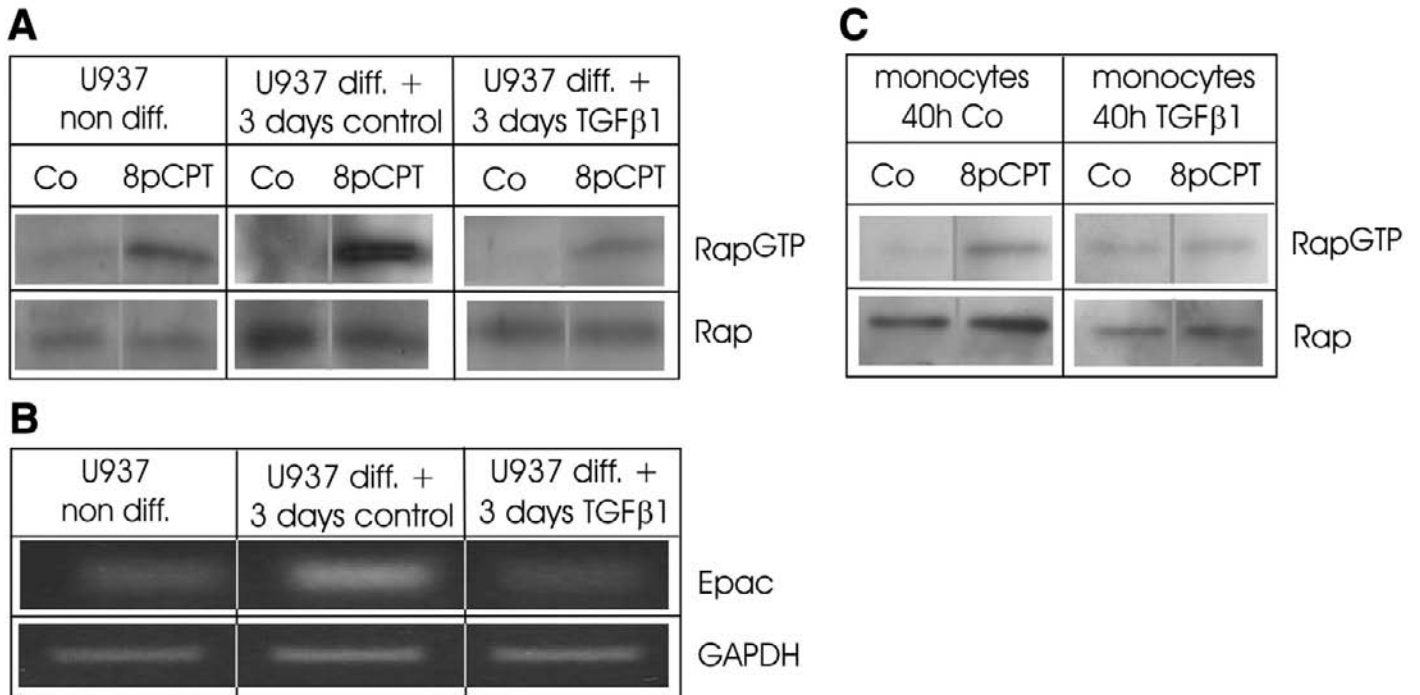 A
U937
non diff.
U937 diff. +
3 days control
U937 diff. +
3 days TGFβ1
Co
8pCPT
Co
8pCPT
Co
8pCPT
RapGTP
Rap
B
U937
non diff.
U937 diff. +
3 days control
U937 diff. +
3 days TGFβ1
Epac
GAPDH
C
monocytes
40h Co
monocytes
40h TGFβ1
Co
8pCPT
Co
8pCPT
RapGTP
Rap